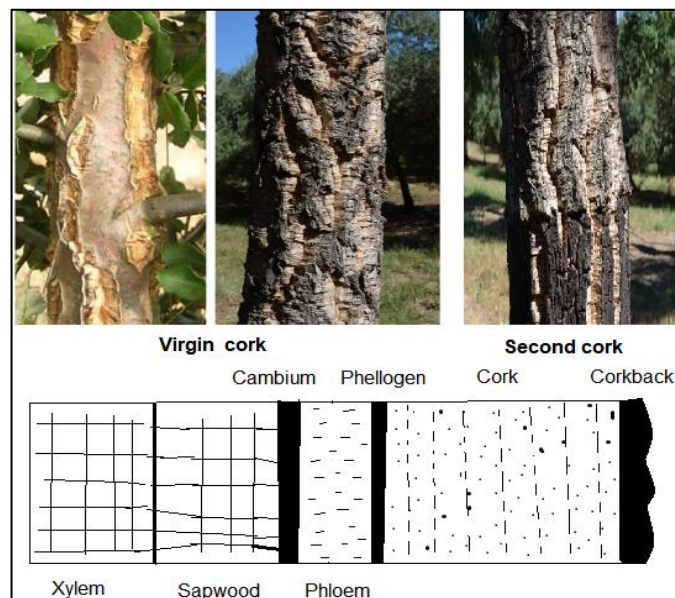 Virgin cork Second cork
Cambium Phellogen Cork Corkback
Xylem Sapwood Phloem